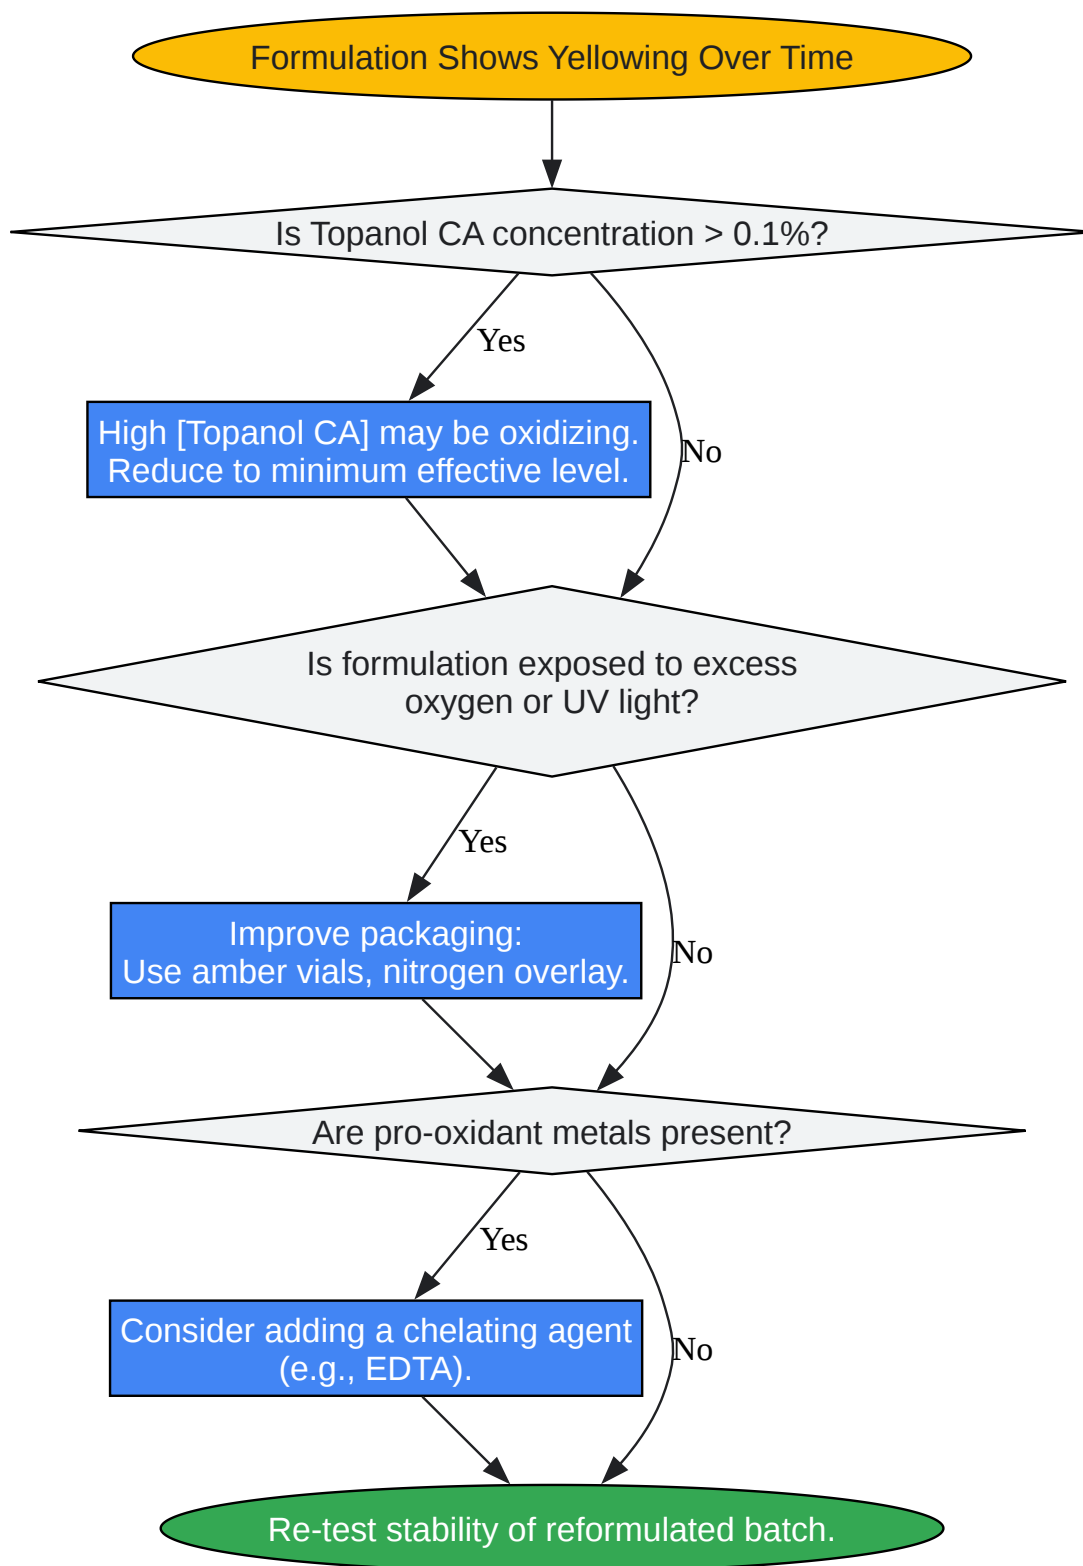 Formulation Shows Yellowing Over Time
Is Topanol CA concentration > 0.1%?
Yes
High [Topanol CA] may be oxidizing.
Reduce to minimum effective level.
No
Is formulation exposed to excess
oxygen or UV light?
Yes
Improve packaging:
Use amber vials, nitrogen overlay.
No
Are pro-oxidant metals present?
Yes
Consider adding a chelating agent
(e.g., EDTA).
No
Re-test stability of reformulated batch.